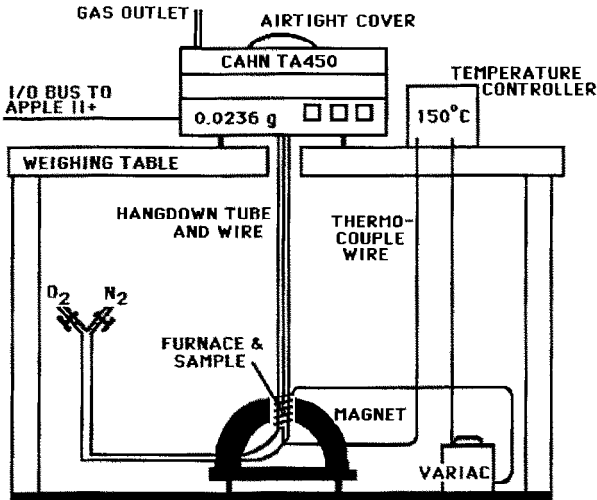 GAS OUTLET
AIRTIGHT COVER
CAHN TA450
I/O BUS TO
APPLE II+
0.0236 g
TEMPERATURE
CONTROLLER
150°C
WEIGHING TABLE
HANGDOWN TUBE
AND WIRE
THERMO-
COUPLE
WIRE
O2
N2
FURNACE &
SAMPLE
MAGNET
VARIAC